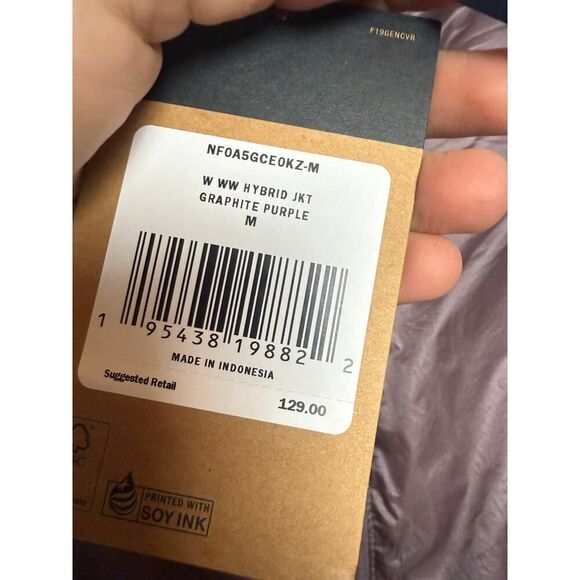 F19GENCVR
NF0A5GCE0KZ-M
W WW HYBRID JKT
GRAPHITE PURPLE
M
1 95438 19882 2
MADE IN INDONESIA
Suggested Retail
129.00
SC
PRINTED WITH
SOY INK